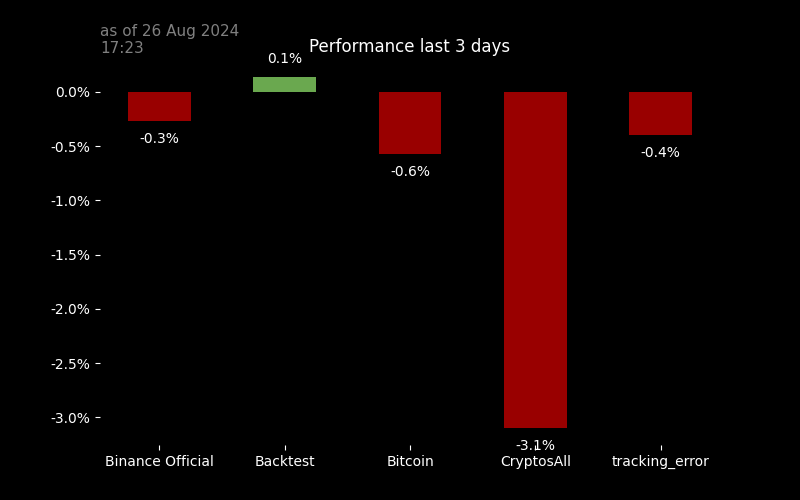 as of 26 Aug 2024
17:23
Performance last 3 days
0.1%
0.0%
-0.3%
-0.4%
-0.5%
-0.6%
-1.0%
-1.5%
-2.0%
-2.5%
-3.0%
-3.1%
Binance Official
Backtest
Bitcoin
CryptosAll
tracking_error